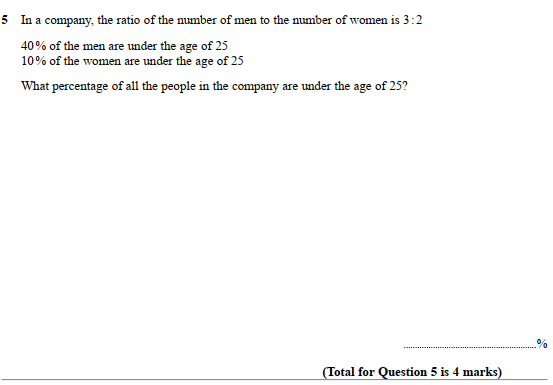 5 In a company, the ratio of the number of men to the number of women is 3:2
40% of the men are under the age of 25
10% of the women are under the age of 25
What percentage of all the people in the company are under the age of 25?
..............................................%
(Total for Question 5 is 4 marks)